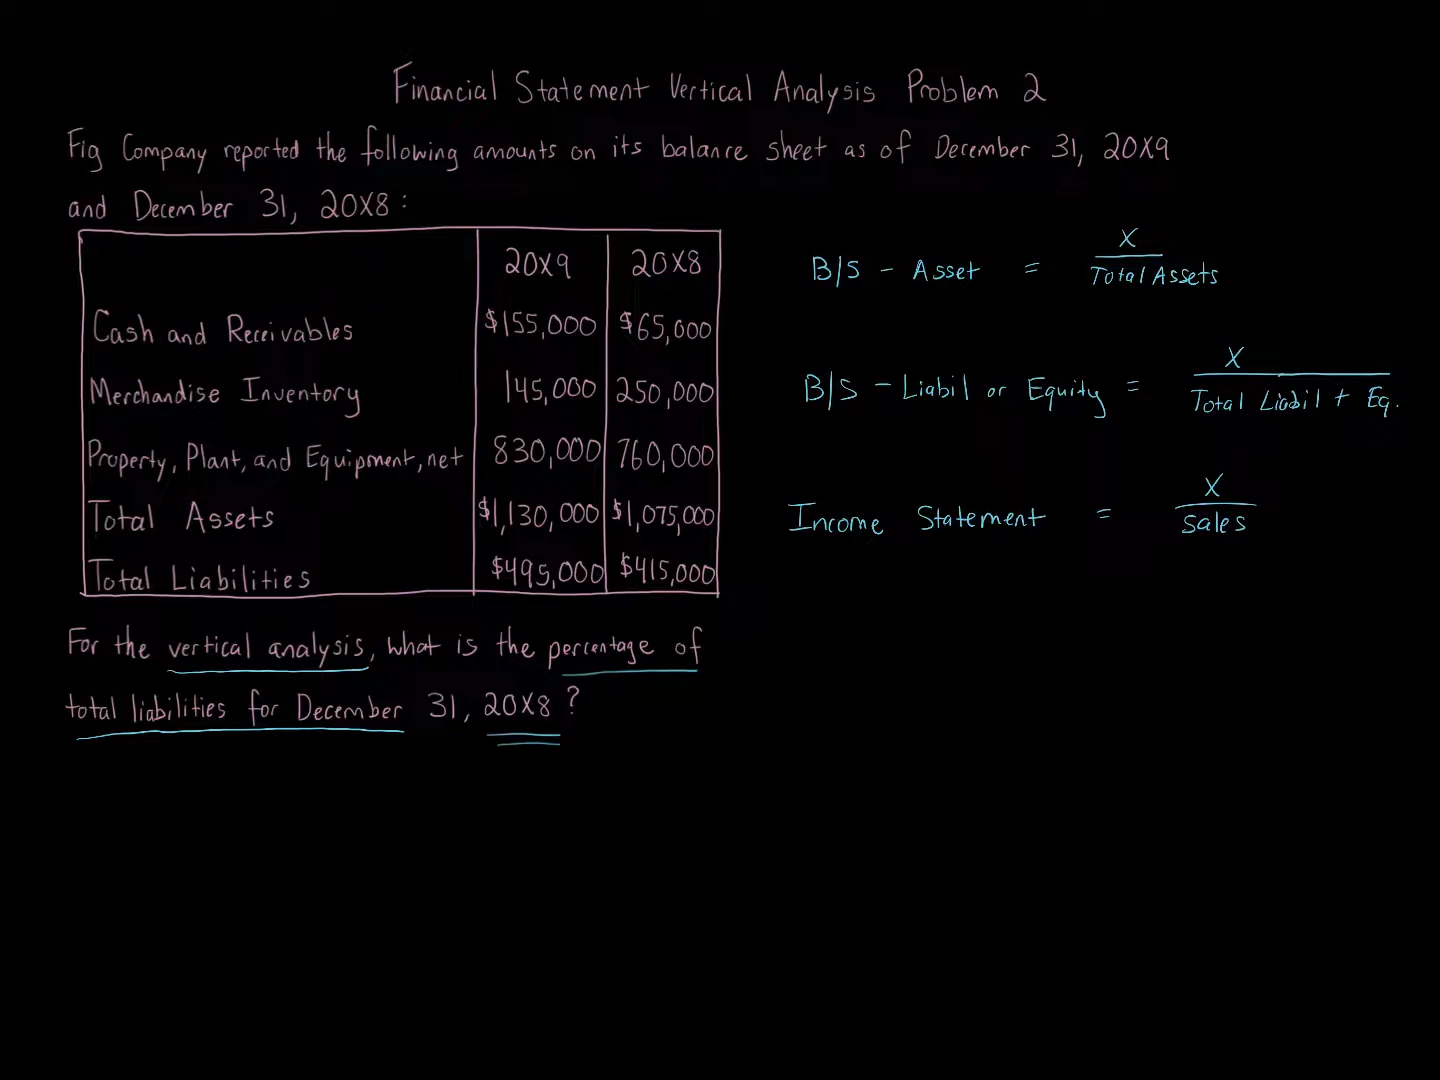 Financial Statement Vertical Analysis Problem 2
Fig Company reported the following amounts on its balance sheet as of December 31, 20X9
and December 31, 20X8:
20X9 20X8
Cash and Receivables $155,000 $65,000
Merchandise Inventory 145,000 250,000
Property, Plant, and Equipment, net 830,000 760,000
Total Assets $1,130,000 $1,075,000
Total Liabilities $495,000 $415,000
For the vertical analysis, what is the percentage of
total liabilities for December 31, 20X8?
B/S - Asset = X / Total Assets
B/S - Liabil or Equity = X / Total Liabil + Eq.
Income Statement = X / Sales